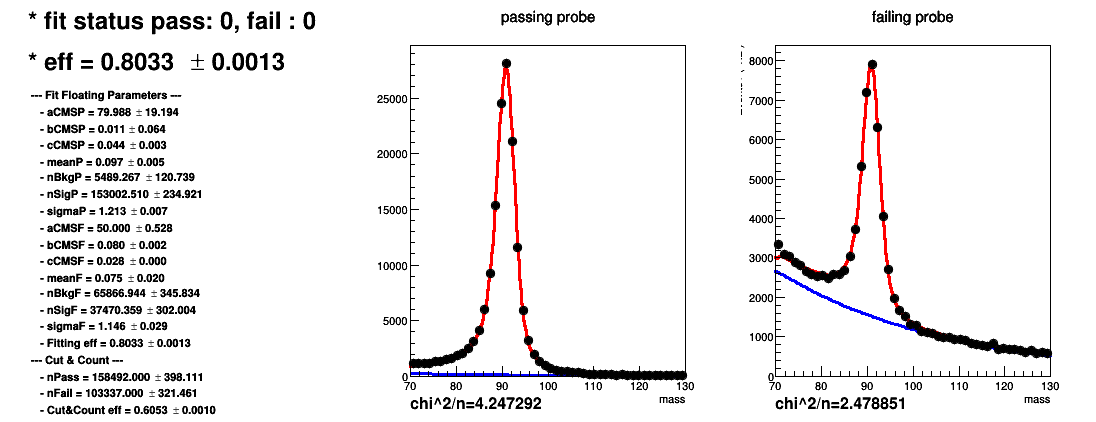 * fit status pass: 0, fail : 0
* eff = 0.8033 ± 0.0013
--- Fit Floating Parameters ---
- aCMSP = 79.988 ± 19.194
- bCMSP = 0.011 ± 0.064
- cCMSP = 0.044 ± 0.003
- meanP = 0.097 ± 0.005
- nBkgP = 5489.267 ± 120.739
- nSigP = 153002.510 ± 234.921
- sigmaP = 1.213 ± 0.007
- aCMSF = 50.000 ± 0.528
- bCMSF = 0.080 ± 0.002
- cCMSF = 0.028 ± 0.000
- meanF = 0.075 ± 0.020
- nBkgF = 65866.944 ± 345.834
- nSigF = 37470.359 ± 302.004
- sigmaF = 1.146 ± 0.029
- Fitting eff = 0.8033 ± 0.0013
--- Cut & Count ---
- nPass = 158492.000 ± 398.111
- nFail = 103337.000 ± 321.461
- Cut&Count eff = 0.6053 ± 0.0010
passing probe
25000
20000
15000
10000
5000
0
70 80 90 100 110 120 130
mass
chi^2/n=4.247292
failing probe
8000
7000
6000
5000
4000
3000
2000
1000
0
70 80 90 100 110 120 130
mass
chi^2/n=2.478851